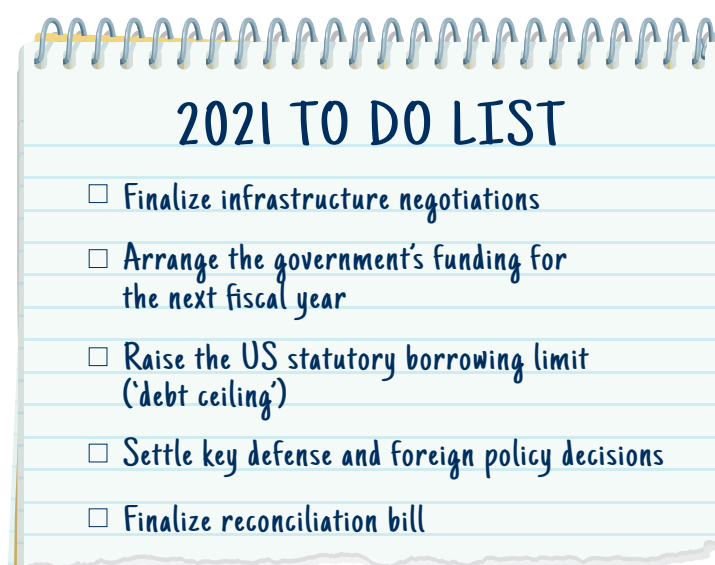 2021 TO DO LIST
Finalize infrastructure negotiations
Arrange the government's funding for
the next fiscal year
Raise the US statutory borrowing limit
('debt ceiling')
Settle key defense and foreign policy decisions
Finalize reconciliation bill